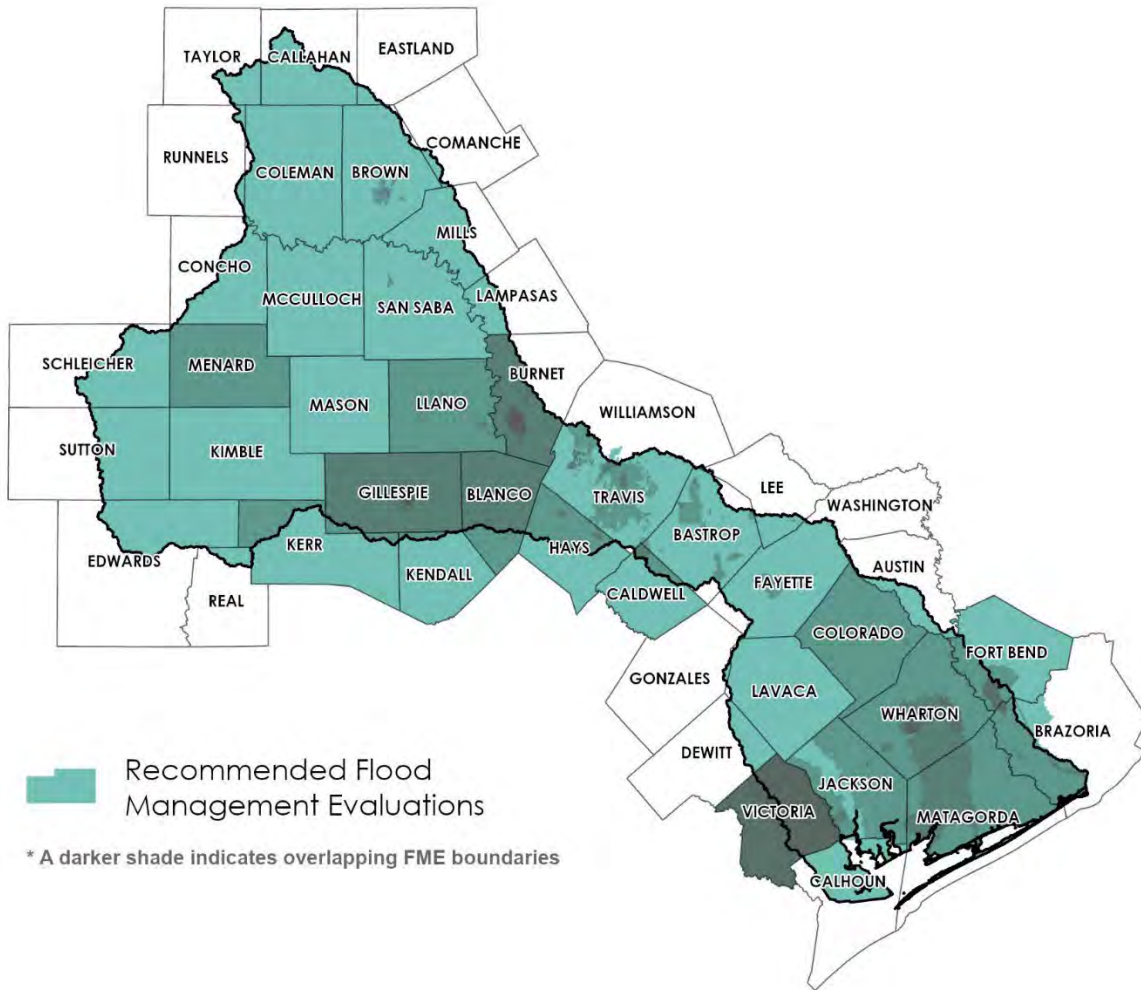 TAYLOR
CALLAHAN
EASTLAND
RUNNELS
COLEMAN
BROWN
COMANCHE
MILLS
CONCHO
MCCULLOCH
SAN SABA
LAMPASAS
SCHLEICHER
MENARD
BURNET
MASON
LLANO
WILLIAMSON
SUTTON
KIMBLE
GILLESPIE
BLANCO
TRAVIS
LEE
WASHINGTON
BASTROP
EDWARDS
KERR
HAYS
AUSTIN
REAL
KENDALL
CALDWELL
FAYETTE
COLORADO
FORT BEND
GONZALES
LAVACA
WHARTON
BRAZORIA
DEWITT
JACKSON
VICTORIA
MATAGORDA
CALHOUN
Recommended Flood
Management Evaluations
* A darker shade indicates overlapping FME boundaries